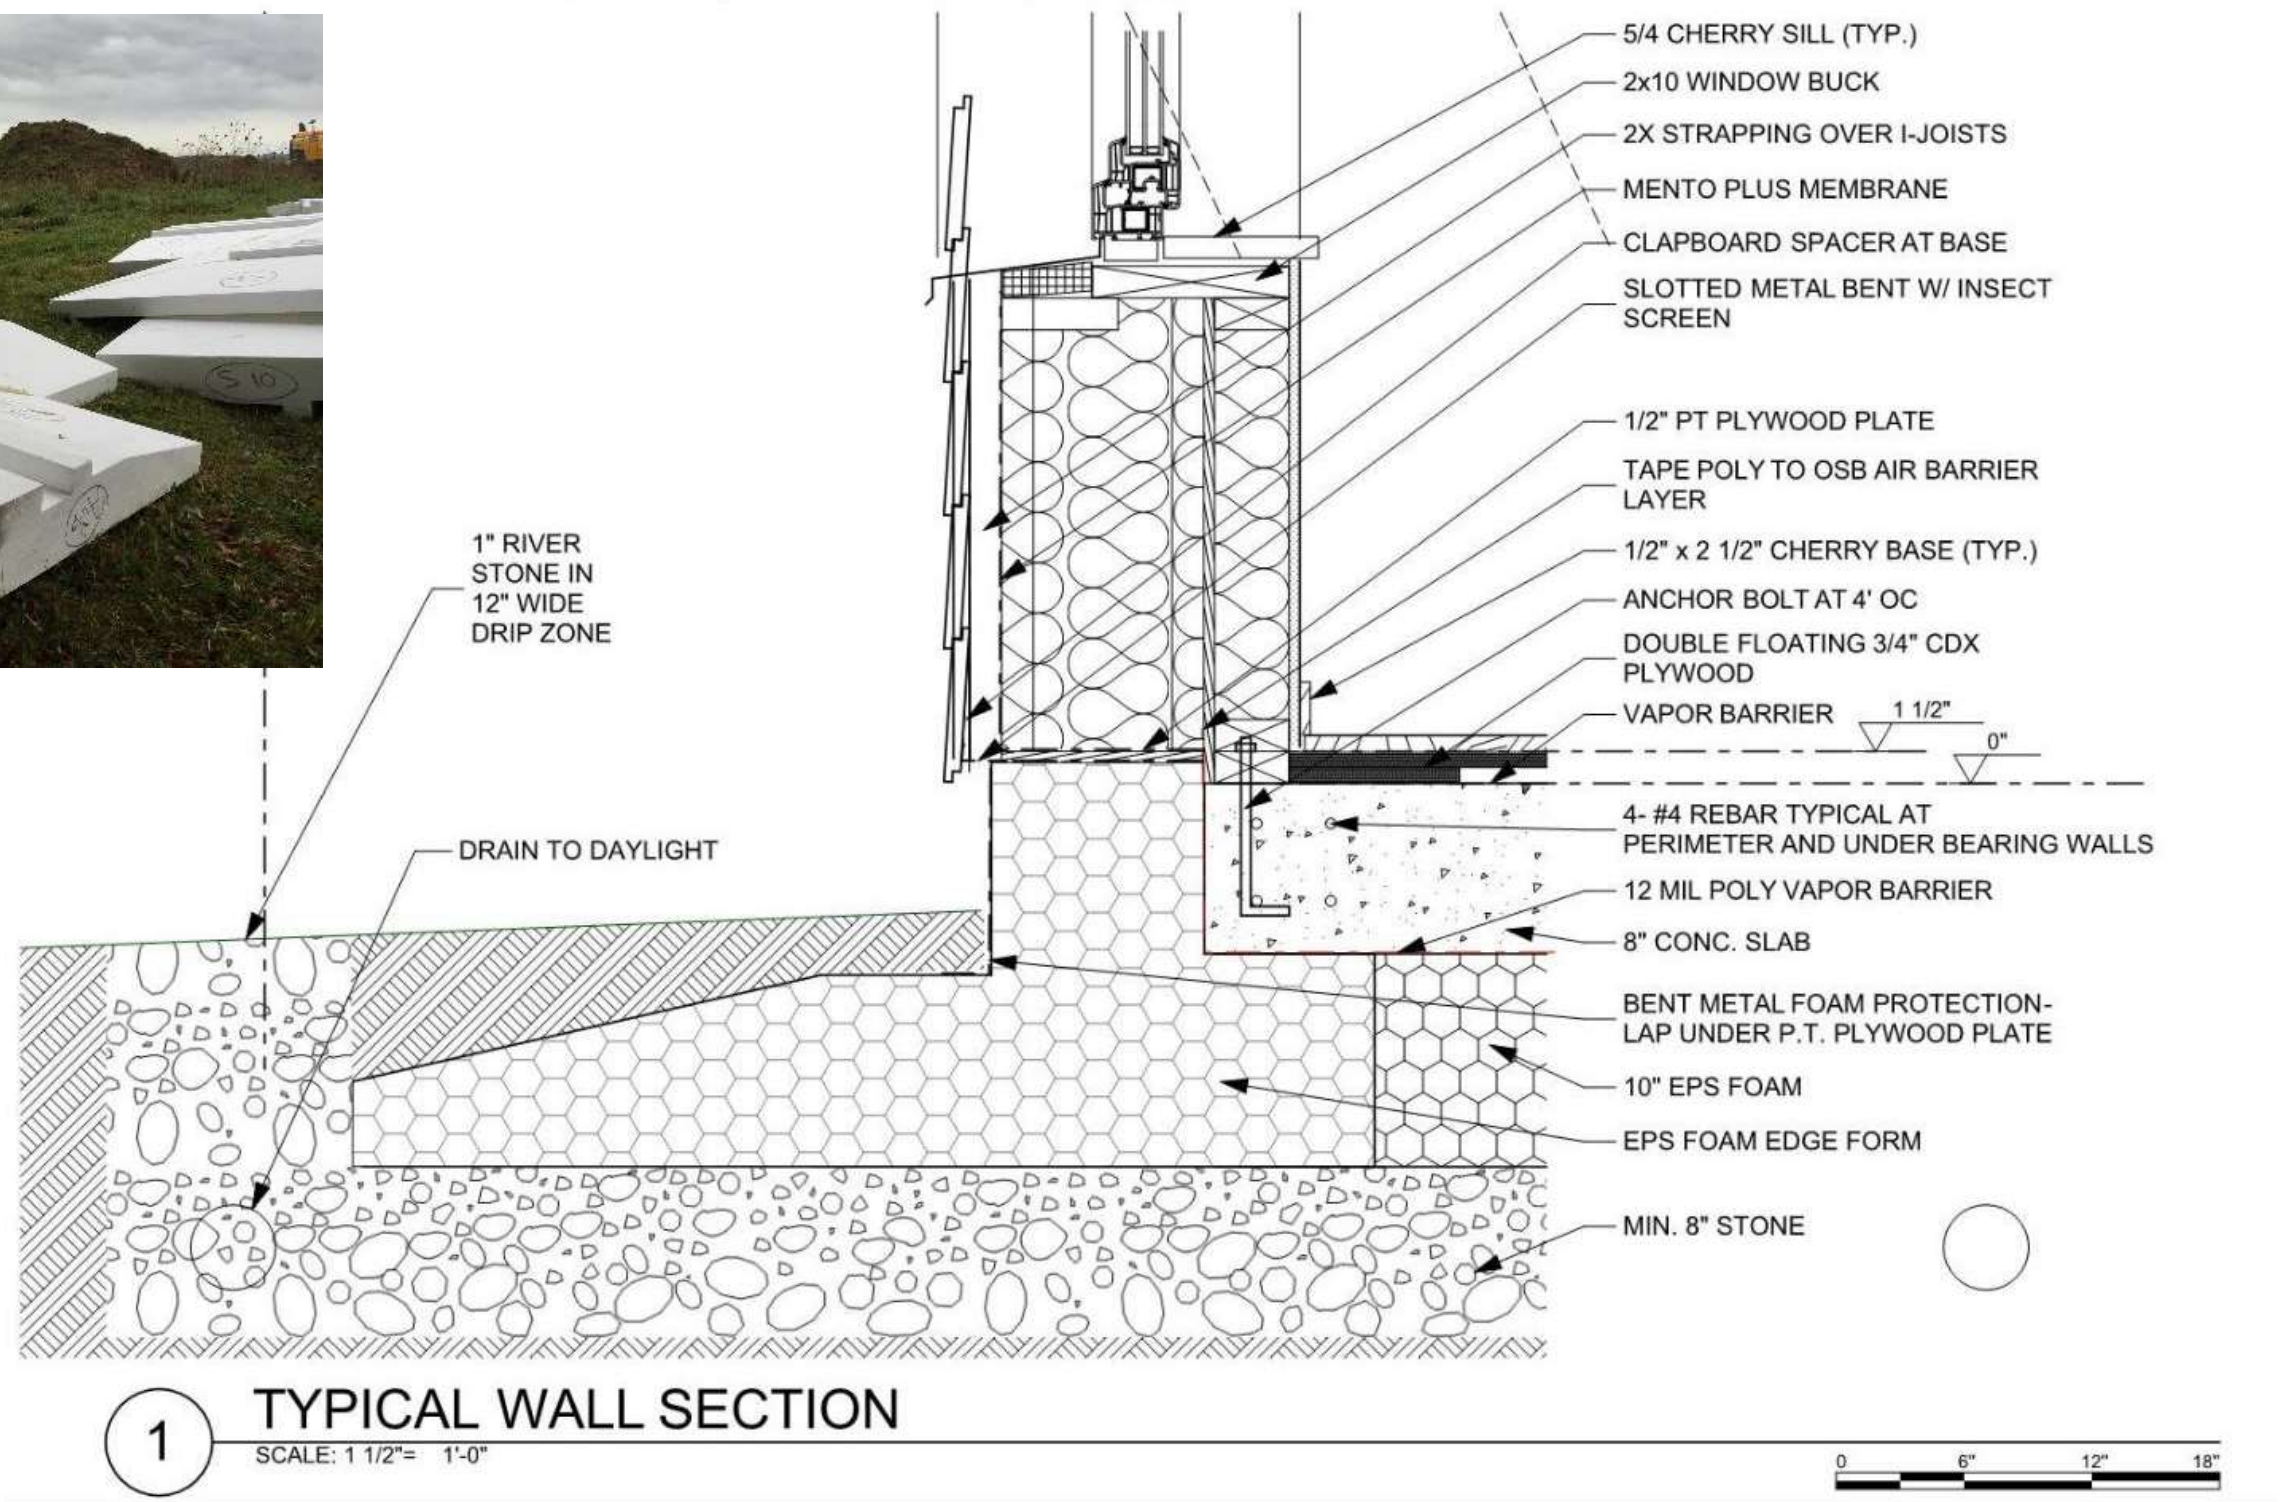 5/4 CHERRY SILL (TYP.)
2x10 WINDOW BUCK
2X STRAPPING OVER I-JOISTS
MENTO PLUS MEMBRANE
CLAPBOARD SPACER AT BASE
SLOTTED METAL BENT W/ INSECT
SCREEN
1/2" PT PLYWOOD PLATE
TAPE POLY TO OSB AIR BARRIER
LAYER
1/2" x 2 1/2" CHERRY BASE (TYP.)
ANCHOR BOLT AT 4' OC
DOUBLE FLOATING 3/4" CDX
PLYWOOD
VAPOR BARRIER
1 1/2"
0"
4- #4 REBAR TYPICAL AT
PERIMETER AND UNDER BEARING WALLS
12 MIL POLY VAPOR BARRIER
8" CONC. SLAB
BENT METAL FOAM PROTECTION-
LAP UNDER P.T. PLYWOOD PLATE
10" EPS FOAM
EPS FOAM EDGE FORM
MIN. 8" STONE
S 10
1" RIVER
STONE IN
12" WIDE
DRIP ZONE
DRAIN TO DAYLIGHT
1
TYPICAL WALL SECTION
SCALE: 1 1/2"= 1'-0"
0 6" 12" 18"